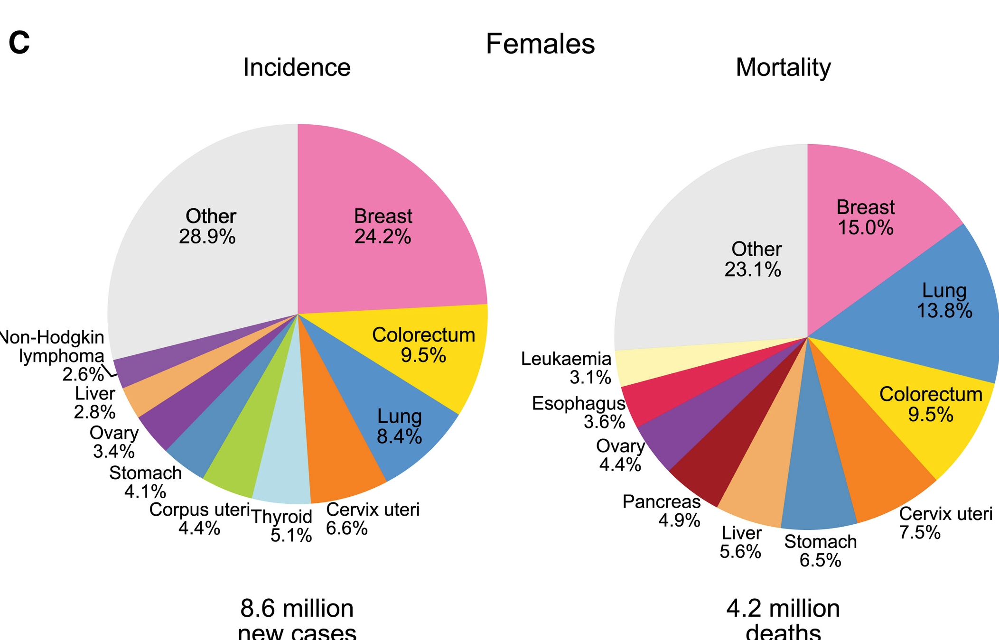 C
Females
Incidence
Mortality
Other
28.9%
Breast
24.2%
Colorectum
9.5%
Lung
8.4%
Cervix uteri
6.6%
Thyroid
5.1%
Corpus uteri
4.4%
Stomach
4.1%
Ovary
3.4%
Liver
2.8%
Non-Hodgkin
lymphoma
2.6%
8.6 million
new cases
Other
23.1%
Breast
15.0%
Lung
13.8%
Colorectum
9.5%
Cervix uteri
7.5%
Stomach
6.5%
Liver
5.6%
Pancreas
4.9%
Ovary
4.4%
Esophagus
3.6%
Leukaemia
3.1%
4.2 million
deaths